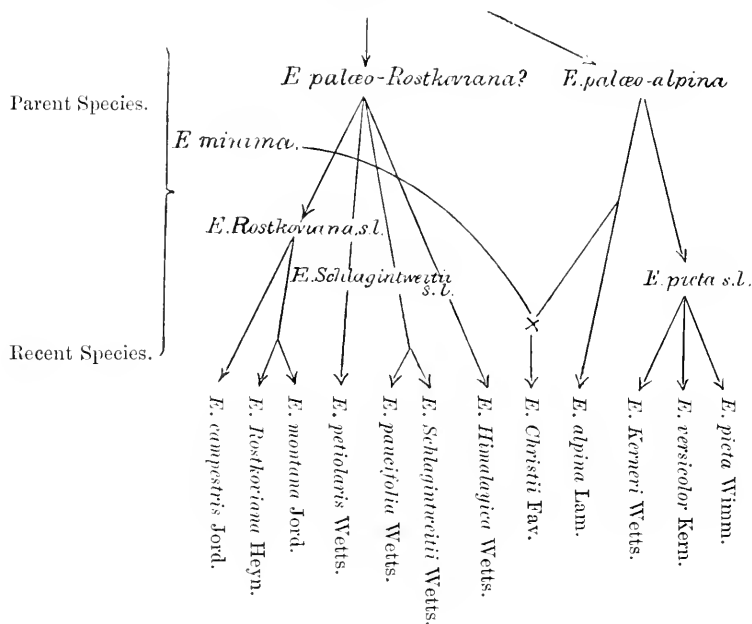 E palæo-Rostkoviana?
E. palæo-alpina
Parent Species.
E minima.
E. Rostkoviana. s.l.
E. Schlagintweitii
s. l.
E. picta s.l.
×
Recent Species.
E. campestris Jord.
E. Rostkoviana Heyn.
E. montana Jord.
E. petiolaris Wetts.
E. paucifolia Wetts.
E. Schlagintweitii Wetts.
E. Himalayica Wetts.
E. Christii Fav.
E. alpina Lam.
E. Kerneri Wetts.
E. versicolor Kern.
E. picta Wimm.